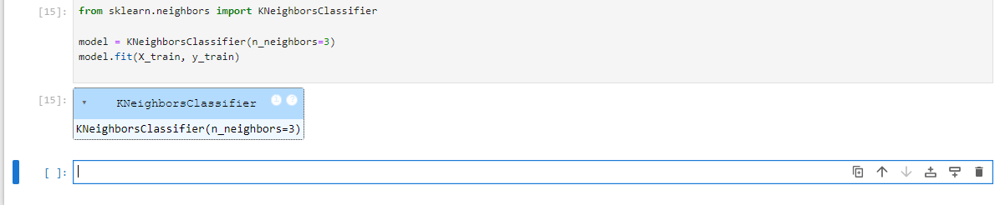 [15]: from sklearn.neighbors import KNeighborsClassifier
model = KNeighborsClassifier(n_neighbors=3)
model.fit(X_train, y_train)
[15]: ▾ KNeighborsClassifier
KNeighborsClassifier(n_neighbors=3)
[ ]: